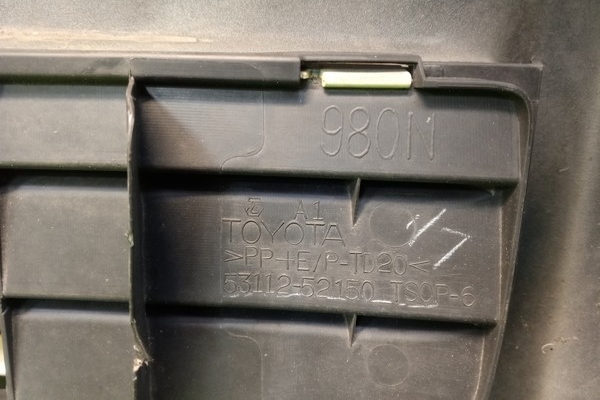 980N
A1
TOYOTA
>PP+E/P-TD20<
53112-52150 TSOP-6